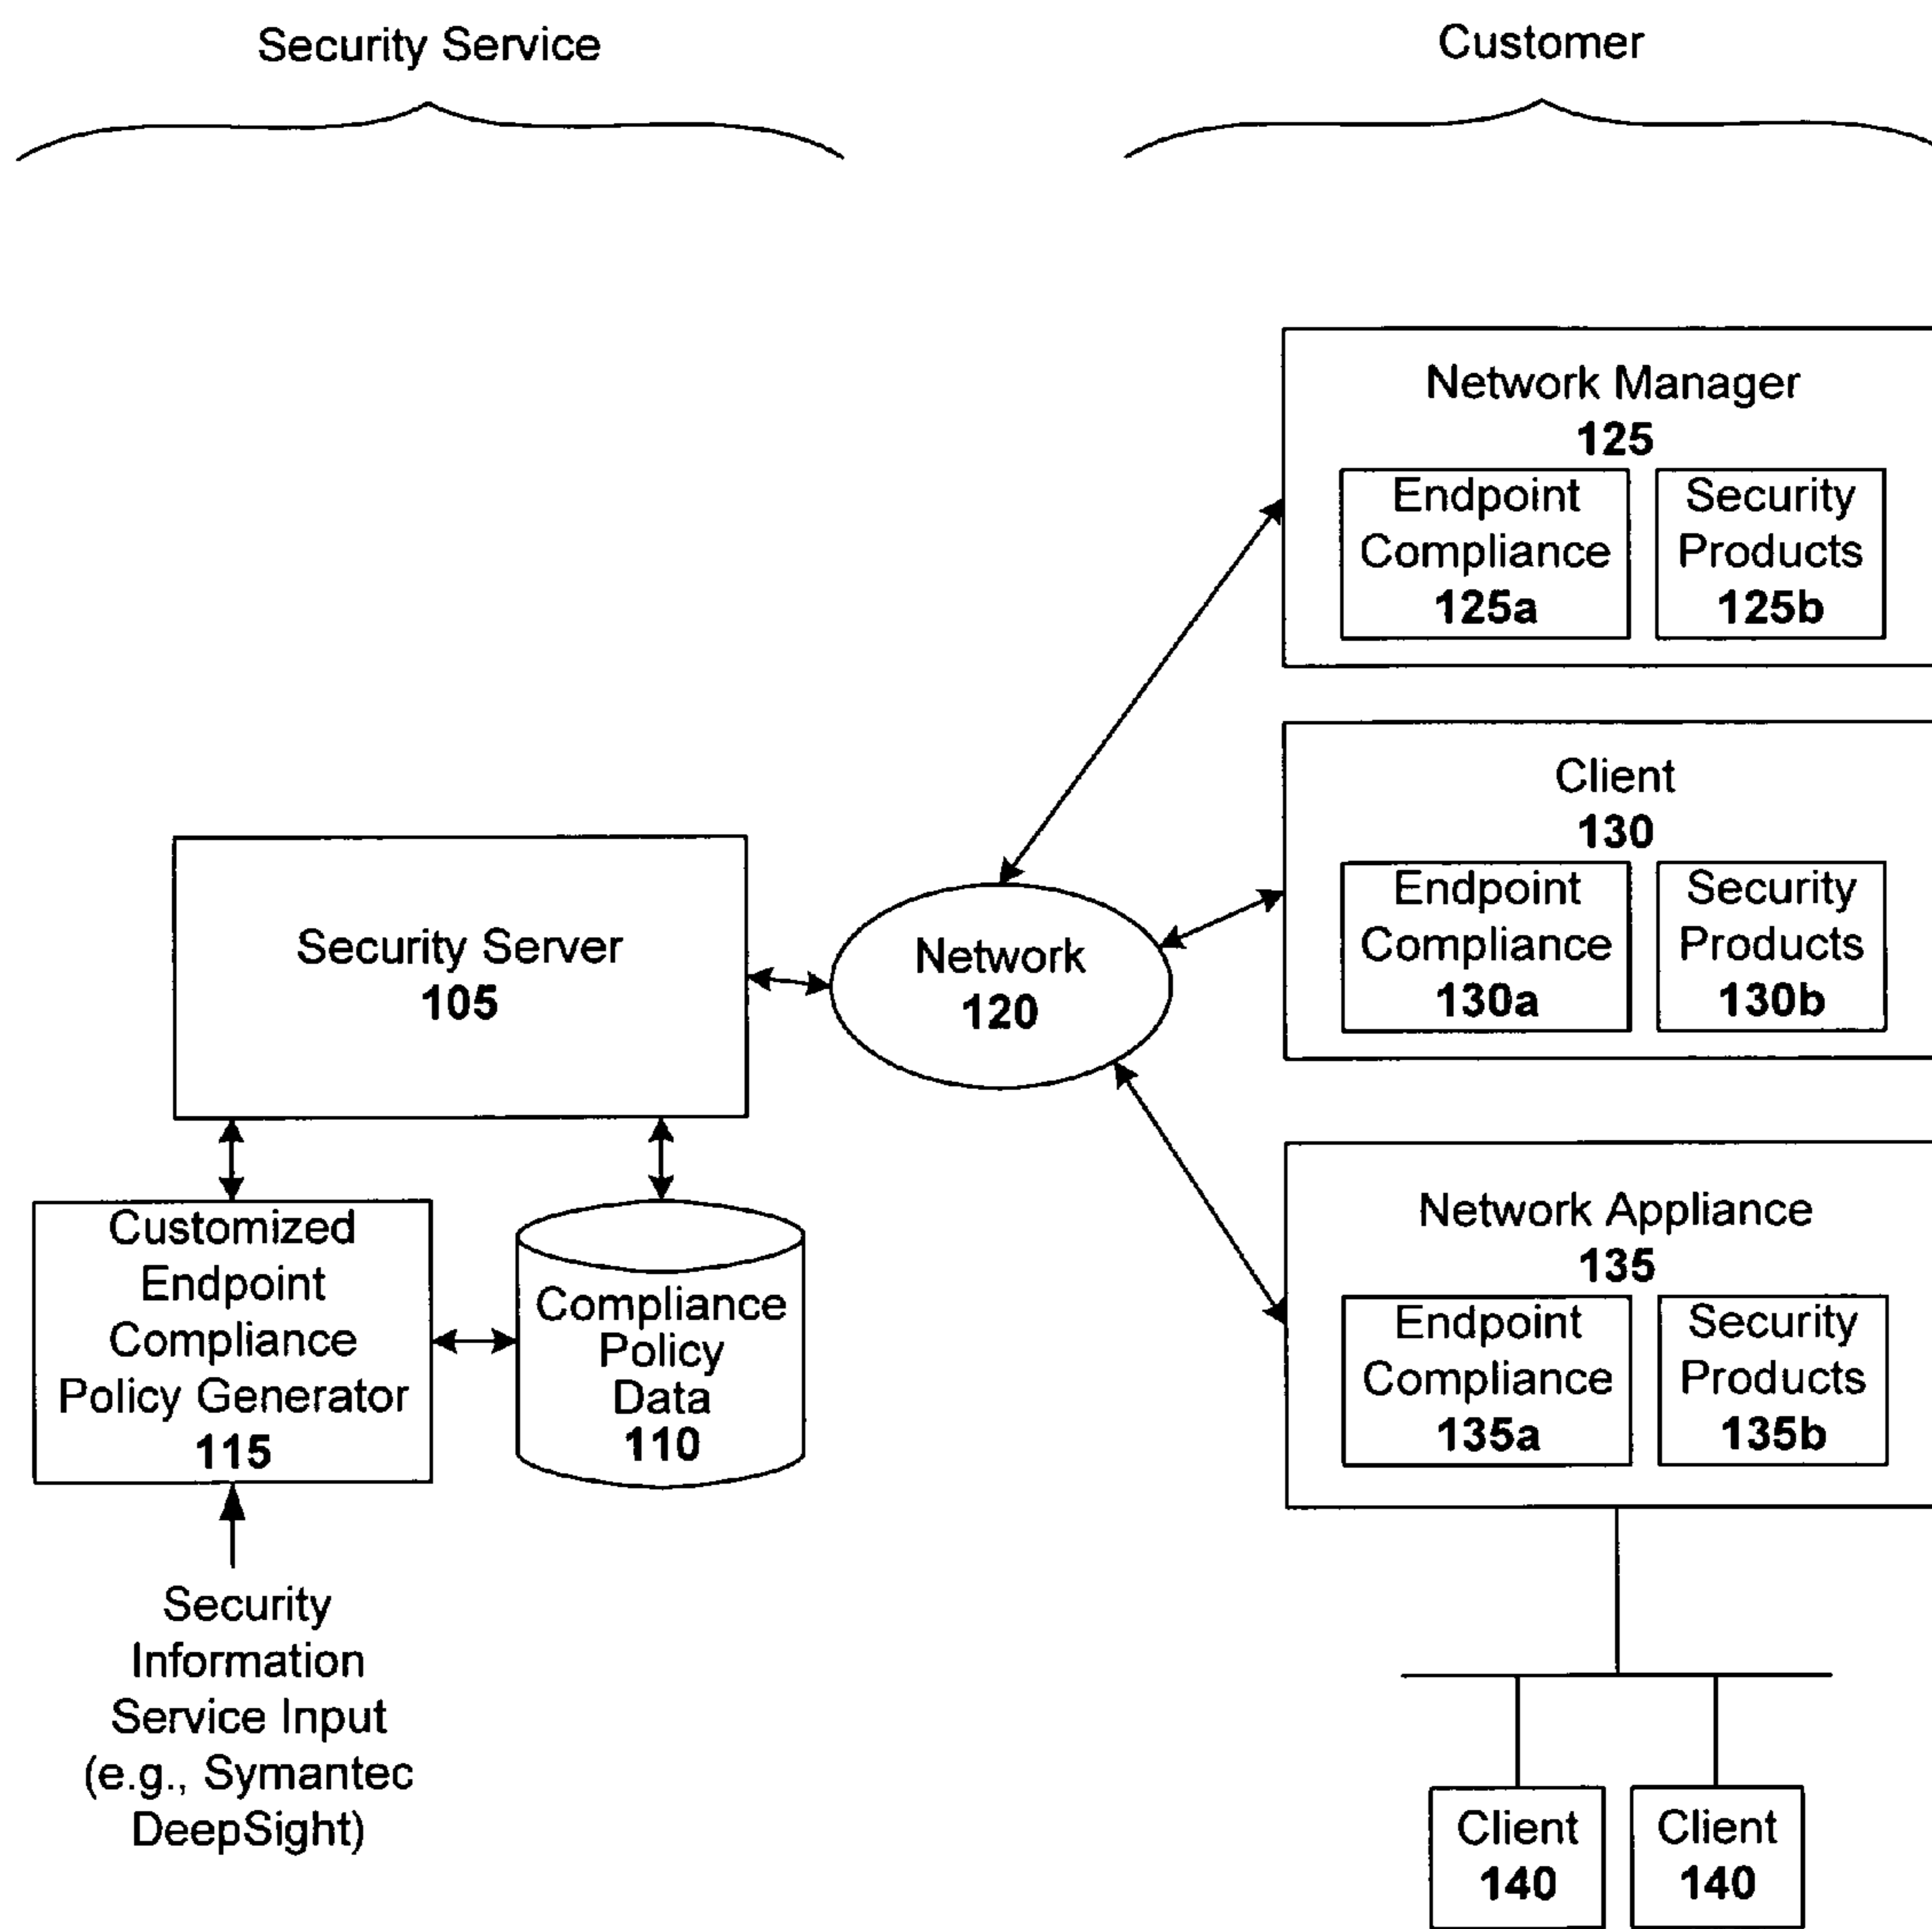 Security Service
Customer
Network Manager
125
Endpoint
Compliance
125a
Security
Products
125b
Client
130
Endpoint
Compliance
130a
Security
Products
130b
Security Server
105
Network
120
Customized
Endpoint
Compliance
Policy Generator
115
Compliance
Policy
Data
110
Network Appliance
135
Endpoint
Compliance
135a
Security
Products
135b
Security
Information
Service Input
(e.g., Symantec
DeepSight)
Client
140
Client
140